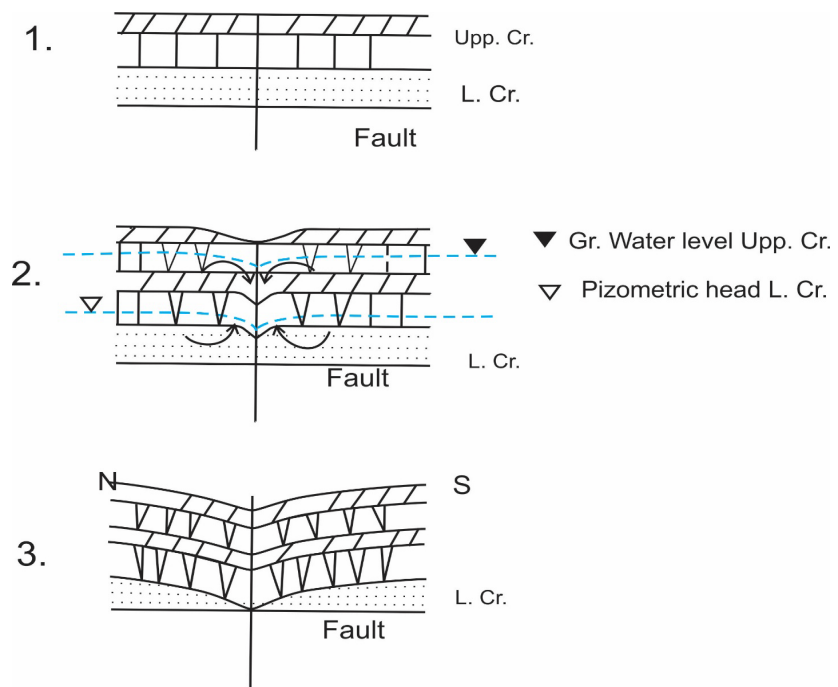 1.
Upp. Cr.
L. Cr.
Fault
2.
Gr. Water level Upp. Cr.
Pizometric head L. Cr.
L. Cr.
Fault
N
S
3.
L. Cr.
Fault